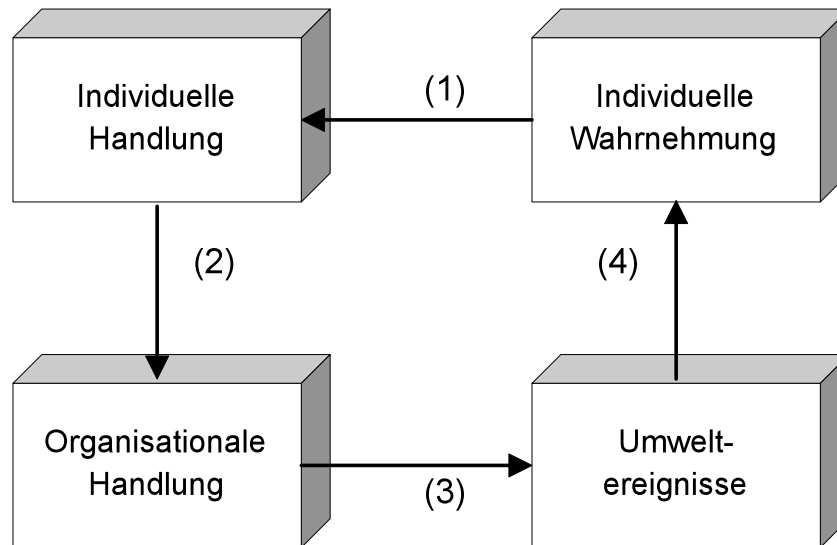 Individuelle
Handlung
(1)
Individuelle
Wahrnehmung
(2)
(4)
Organisationale
Handlung
(3)
Umwelt-
ereignisse